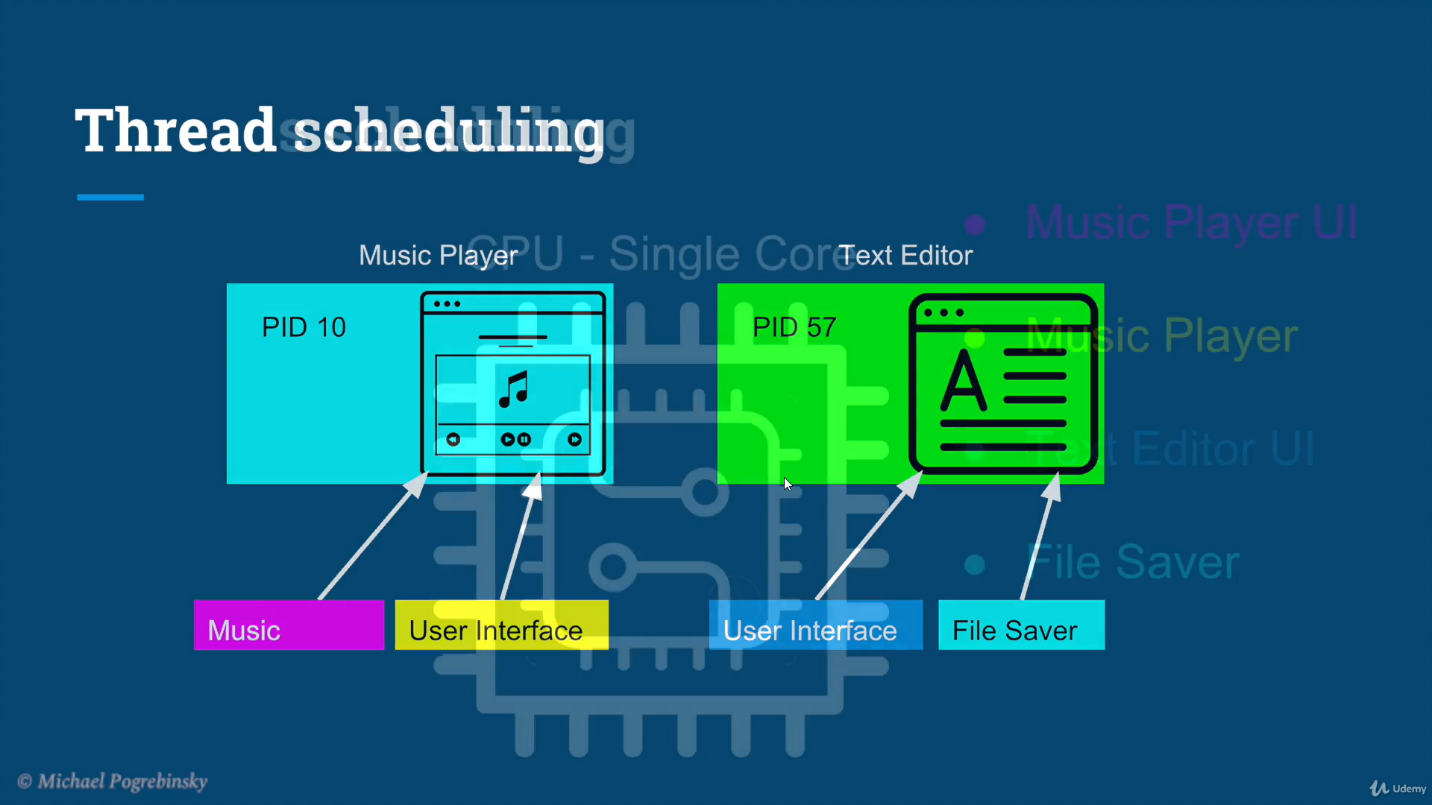 Thread scheduling
scheduling
CPU - Single Core
Music Player
Text Editor
PID 10
PID 57
A
Music
User Interface
User Interface
File Saver
Music Player UI
Music Player
Text Editor UI
File Saver
© Michael Pogrebinsky
Udemy